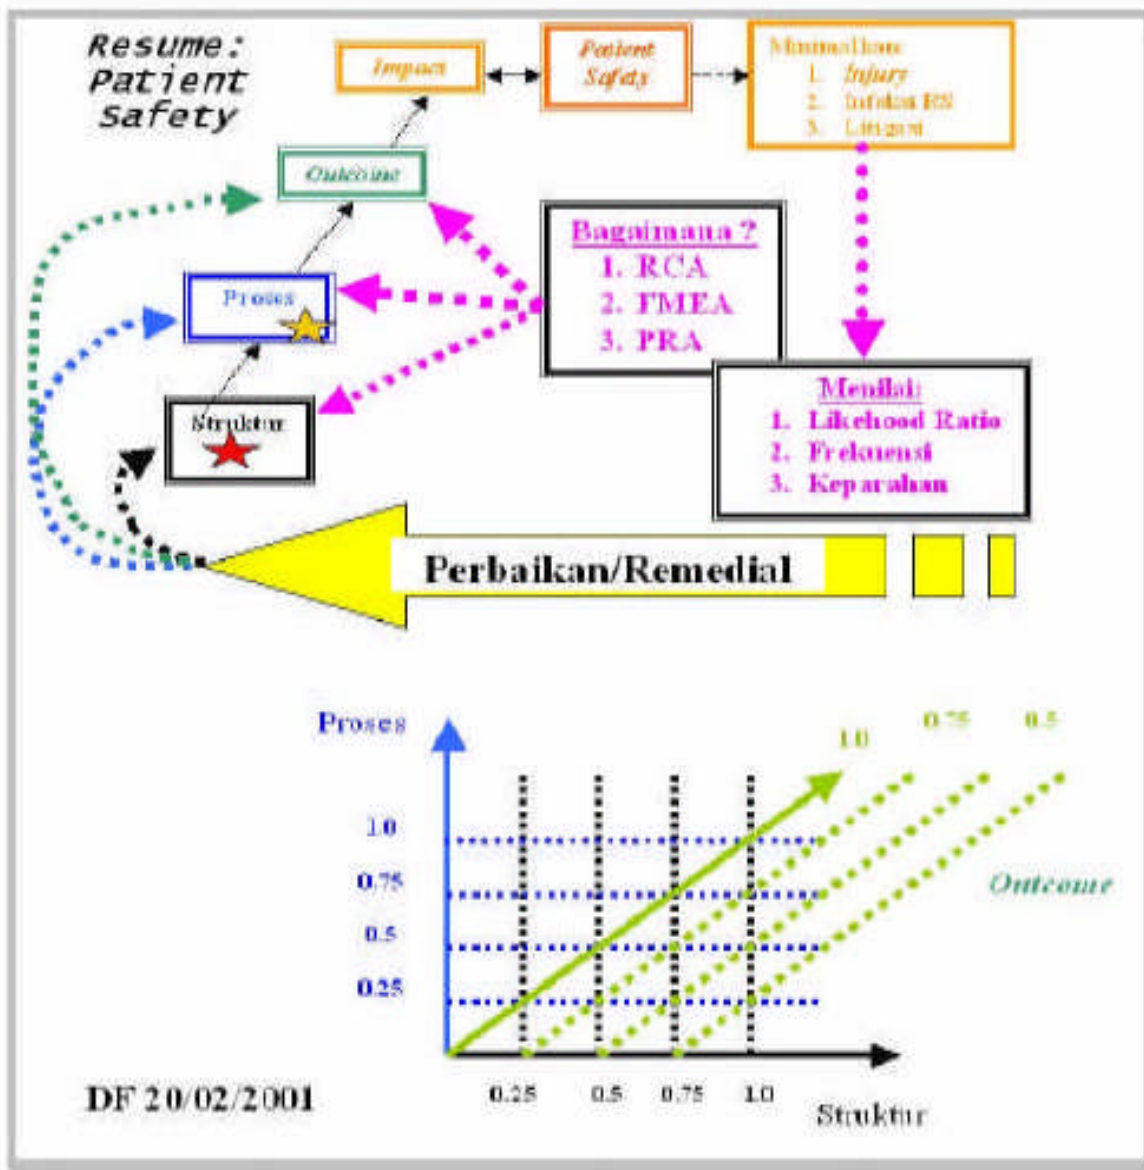 Resume:
Patient
Safety
Impact
Patient
Safety
Minimalkan:
1. Injury
2. Infeksi RS
3. Litigasi
Outcome
Bagaimana ?
1. RCA
2. FMEA
3. PRA
Proses
Struktur
Menilai:
1. Likehood Ratio
2. Frekuensi
3. Keparahan
Perbaikan/Remedial
Proses
1.0
0.75
0.5
1.0
0.75
0.5
0.25
Outcome
0.25
0.5
0.75
1.0
Struktur
DF 20/02/2001